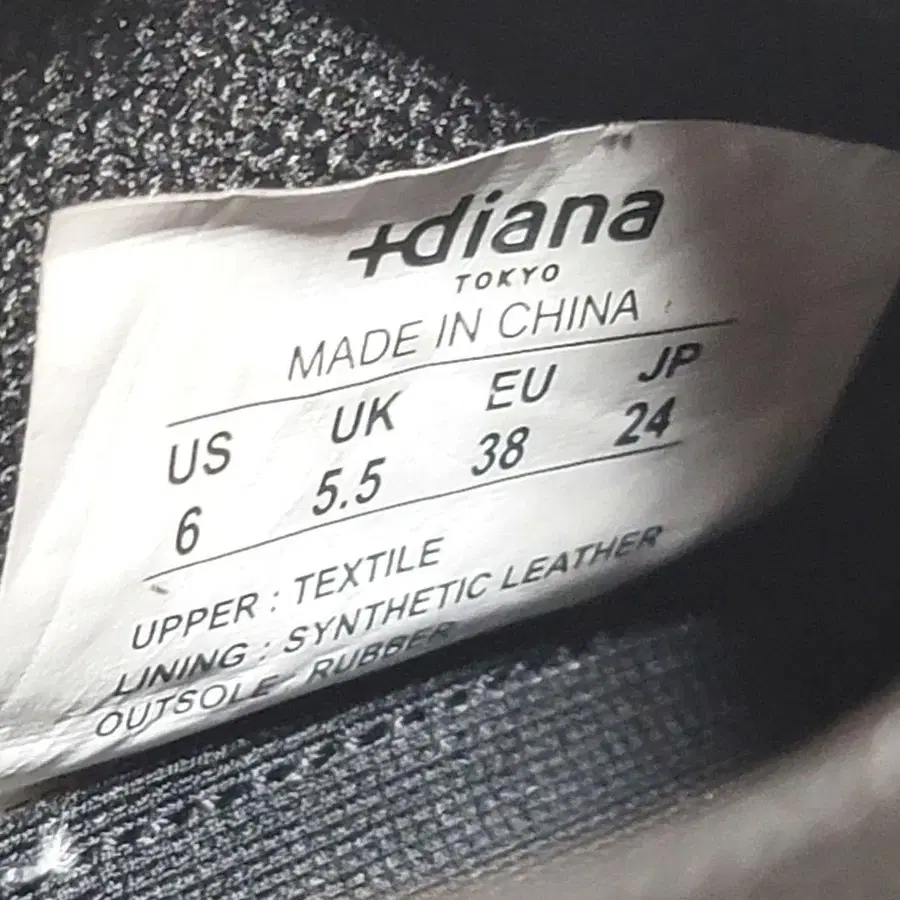 +diana
TOKYO
MADE IN CHINA
US UK EU JP
6 5.5 38 24
UPPER : TEXTILE
LINING : SYNTHETIC LEATHER
OUTSOLE RUBBER